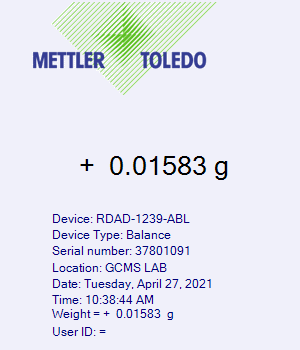 METTLER TOLEDO
+ 0.01583 g
Device: RDAD-1239-ABL
Device Type: Balance
Serial number: 37801091
Location: GCMS LAB
Date: Tuesday, April 27, 2021
Time: 10:38:44 AM
Weight = + 0.01583 g
User ID: =